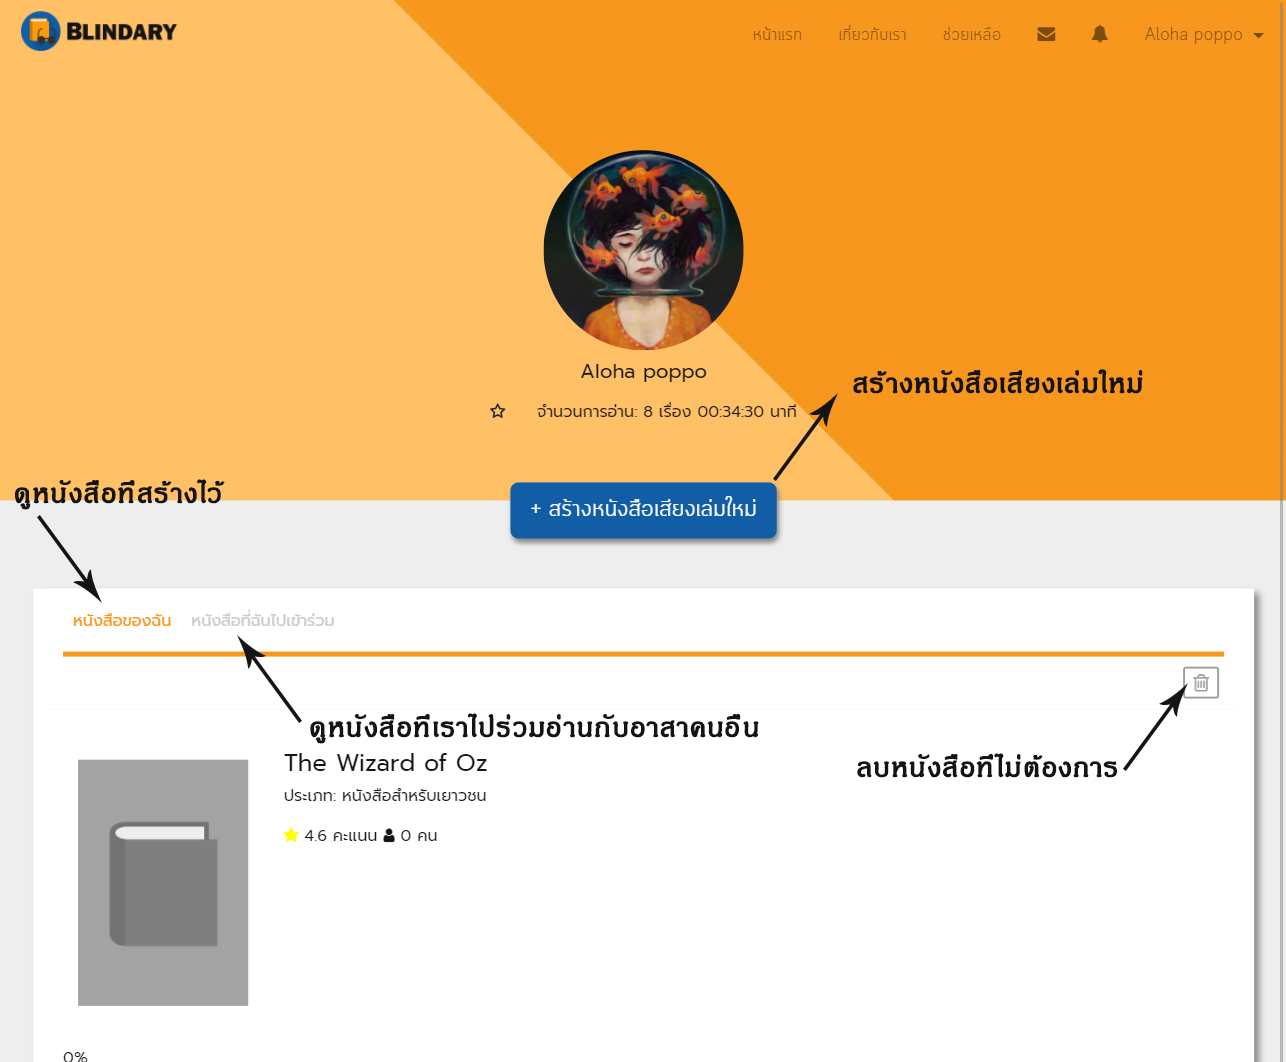 BLINDARY
หน้าแรก เกี่ยวกับเรา ช่วยเหลือ Aloha poppo
Aloha poppo
จำนวนการอ่าน: 8 เรื่อง 00:34:30 นาที
สร้างหนังสือเสียงเล่มใหม่
ดูหนังสือที่สร้างไว้
+ สร้างหนังสือเสียงเล่มใหม่
หนังสือของฉัน หนังสือที่ฉันไปเข้าร่วม
ดูหนังสือที่เราไปร่วมอ่านกับอาสาคนอื่น
ลบหนังสือที่ไม่ต้องการ
The Wizard of Oz
ประเภท: หนังสือสำหรับเยาวชน
4.6 คะแนน 0 คน
0%